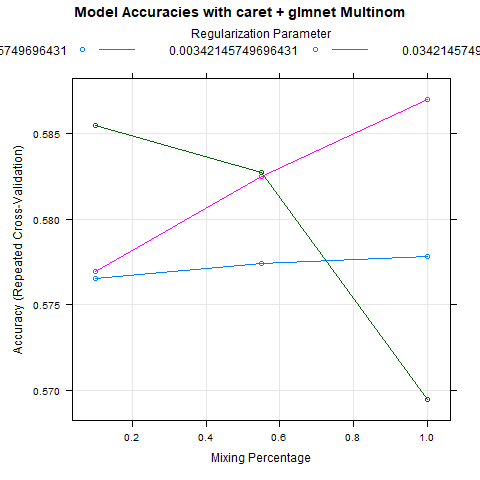 Model Accuracies with caret + glmnet Multinom
Regularization Parameter
5749696431 0.00342145749696431 0.0342145749
0.585
0.580
0.575
0.570
Accuracy (Repeated Cross-Validation)
0.2 0.4 0.6 0.8 1.0
Mixing Percentage